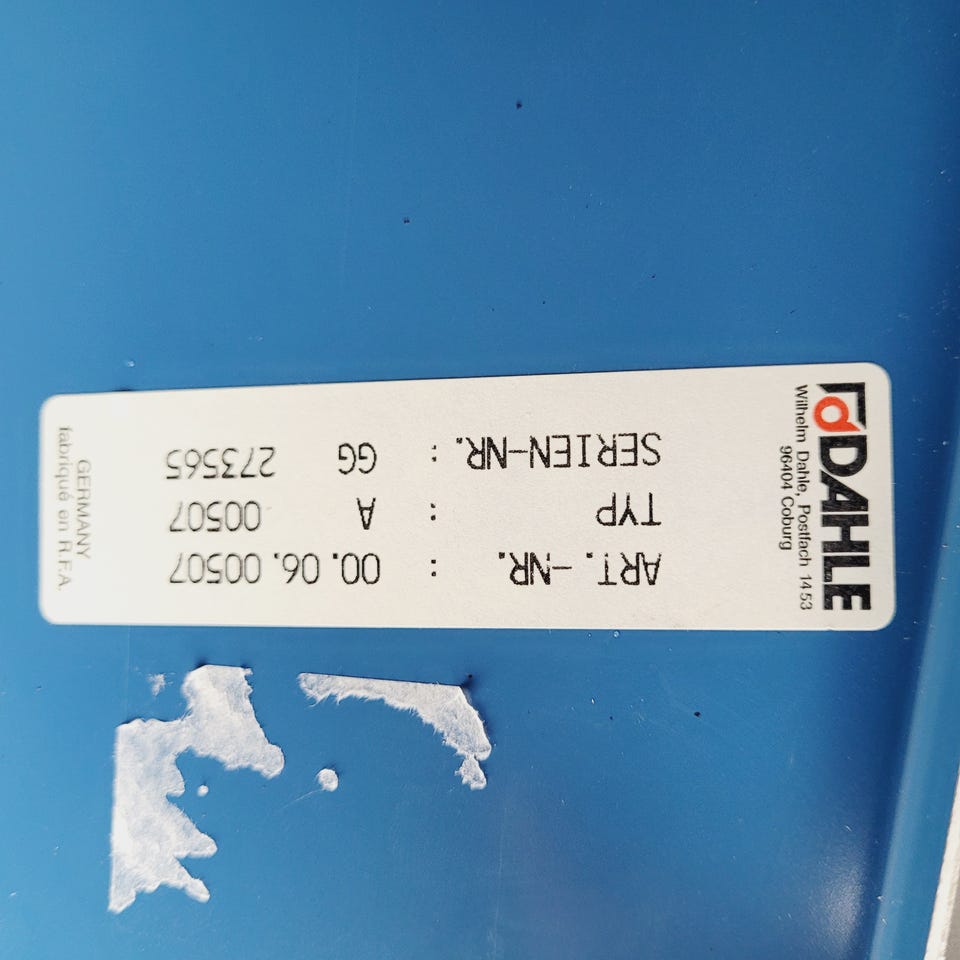 DAHLE
Wilhelm Dahle, Postfach 1453
96404 Coburg
ART.-NR. : 00.06.00507
TYP : A 00507
SERIEN-NR. : GG 273565
GERMANY
fabriqué en R.F.A.